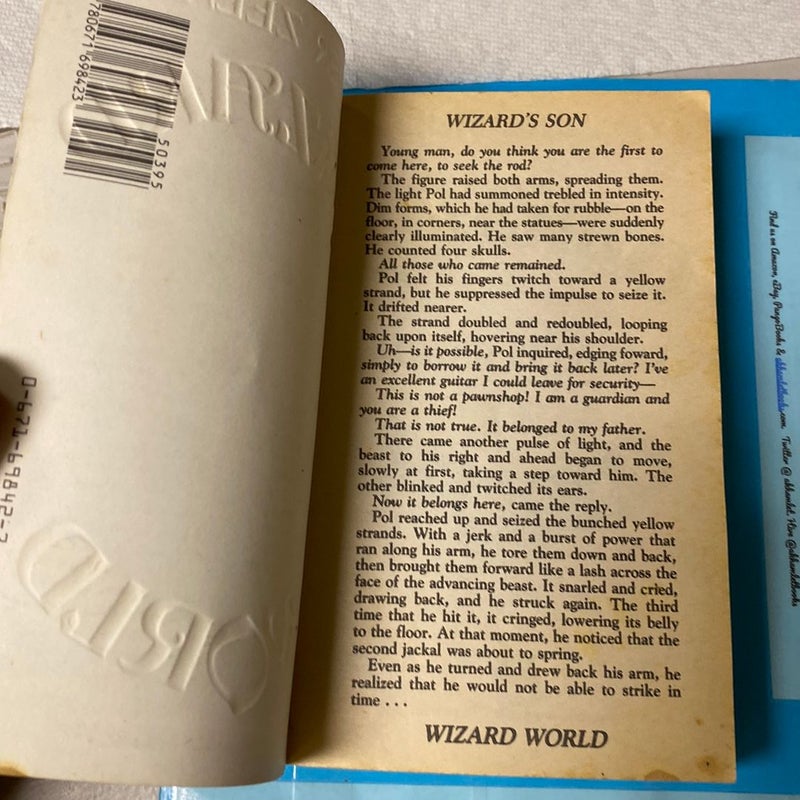 780671698423
50395
0-671-69842-
WIZARD'S SON
Young man, do you think you are the first to
come here, to seek the rod?
The figure raised both arms, spreading them.
The light Pol had summoned trebled in intensity.
Dim forms, which he had taken for rubble—on the
floor, in corners, near the statues—were suddenly
clearly illuminated. He saw many strewn bones.
He counted four skulls.
All those who came remained.
Pol felt his fingers twitch toward a yellow
strand, but he suppressed the impulse to seize it.
It drifted nearer.
The strand doubled and redoubled, looping
back upon itself, hovering near his shoulder.
Uh—is it possible, Pol inquired, edging foward,
simply to borrow it and bring it back later? I've
an excellent guitar I could leave for security—
This is not a pawnshop! I am a guardian and
you are a thief!
That is not true. It belonged to my father.
There came another pulse of light, and the
beast to his right and ahead began to move,
slowly at first, taking a step toward him. The
other blinked and twitched its ears.
Now it belongs here, came the reply.
Pol reached up and seized the bunched yellow
strands. With a jerk and a burst of power that
ran along his arm, he tore them down and back,
then brought them forward like a lash across the
face of the advancing beast. It snarled and cried,
drawing back, and he struck again. The third
time that he hit it, it cringed, lowering its belly
to the floor. At that moment, he noticed that the
second jackal was about to spring.
Even as he turned and drew back his arm, he
realized that he would not be able to strike in
time . . .
WIZARD WORLD
Find us on Amazon, eBay, PangoBooks & abhamletbooks.com. Twitter @ abhamlet. Hive @abhamletbooks